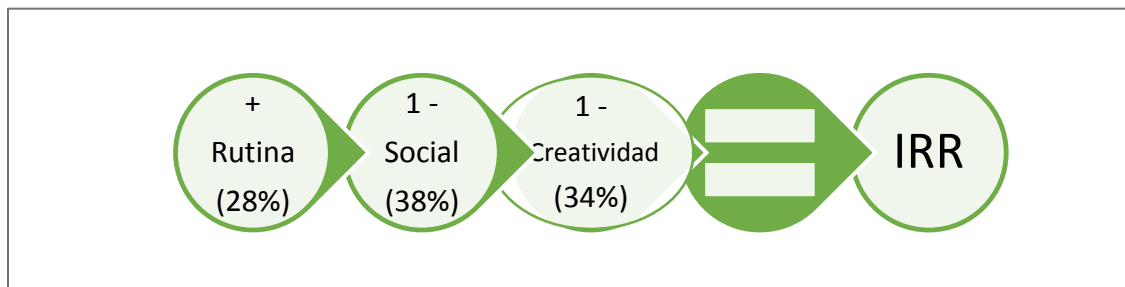 +
Rutina
(28%)
1 -
Social
(38%)
1 -
Creatividad
(34%)
IRR